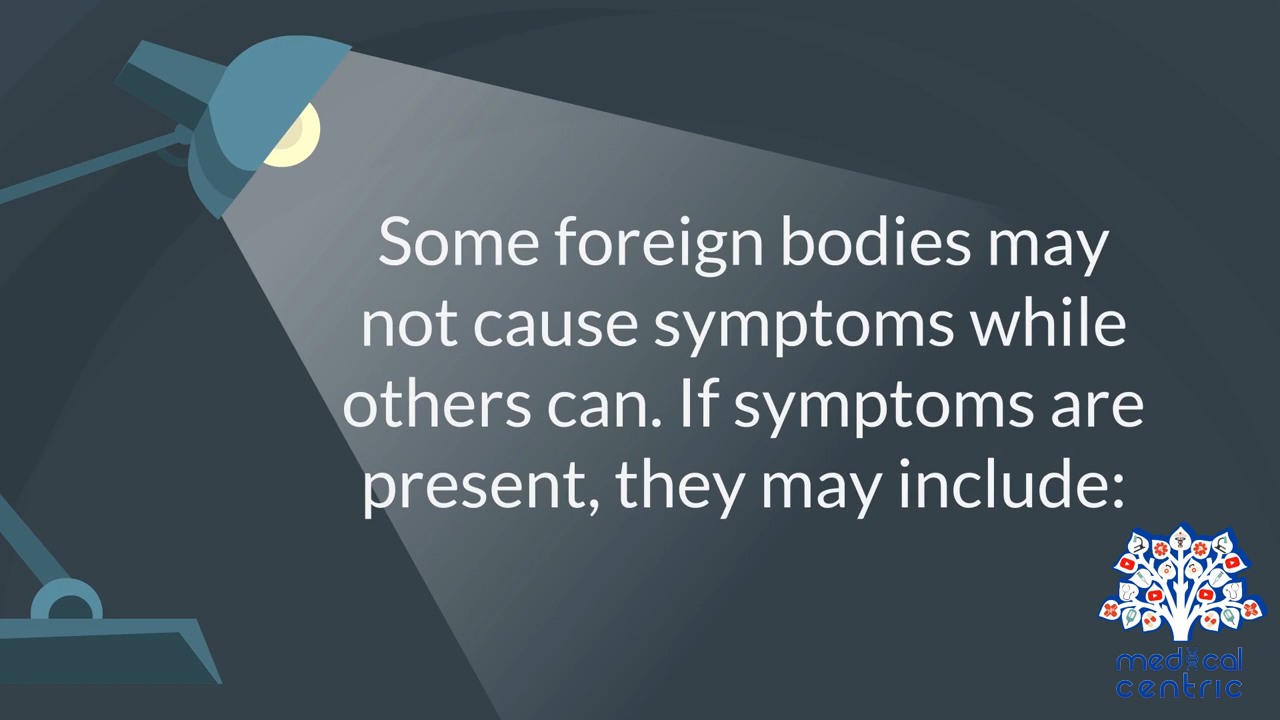 Some foreign bodies may
not cause symptoms while
others can. If symptoms are
present, they may include:
medical
centric